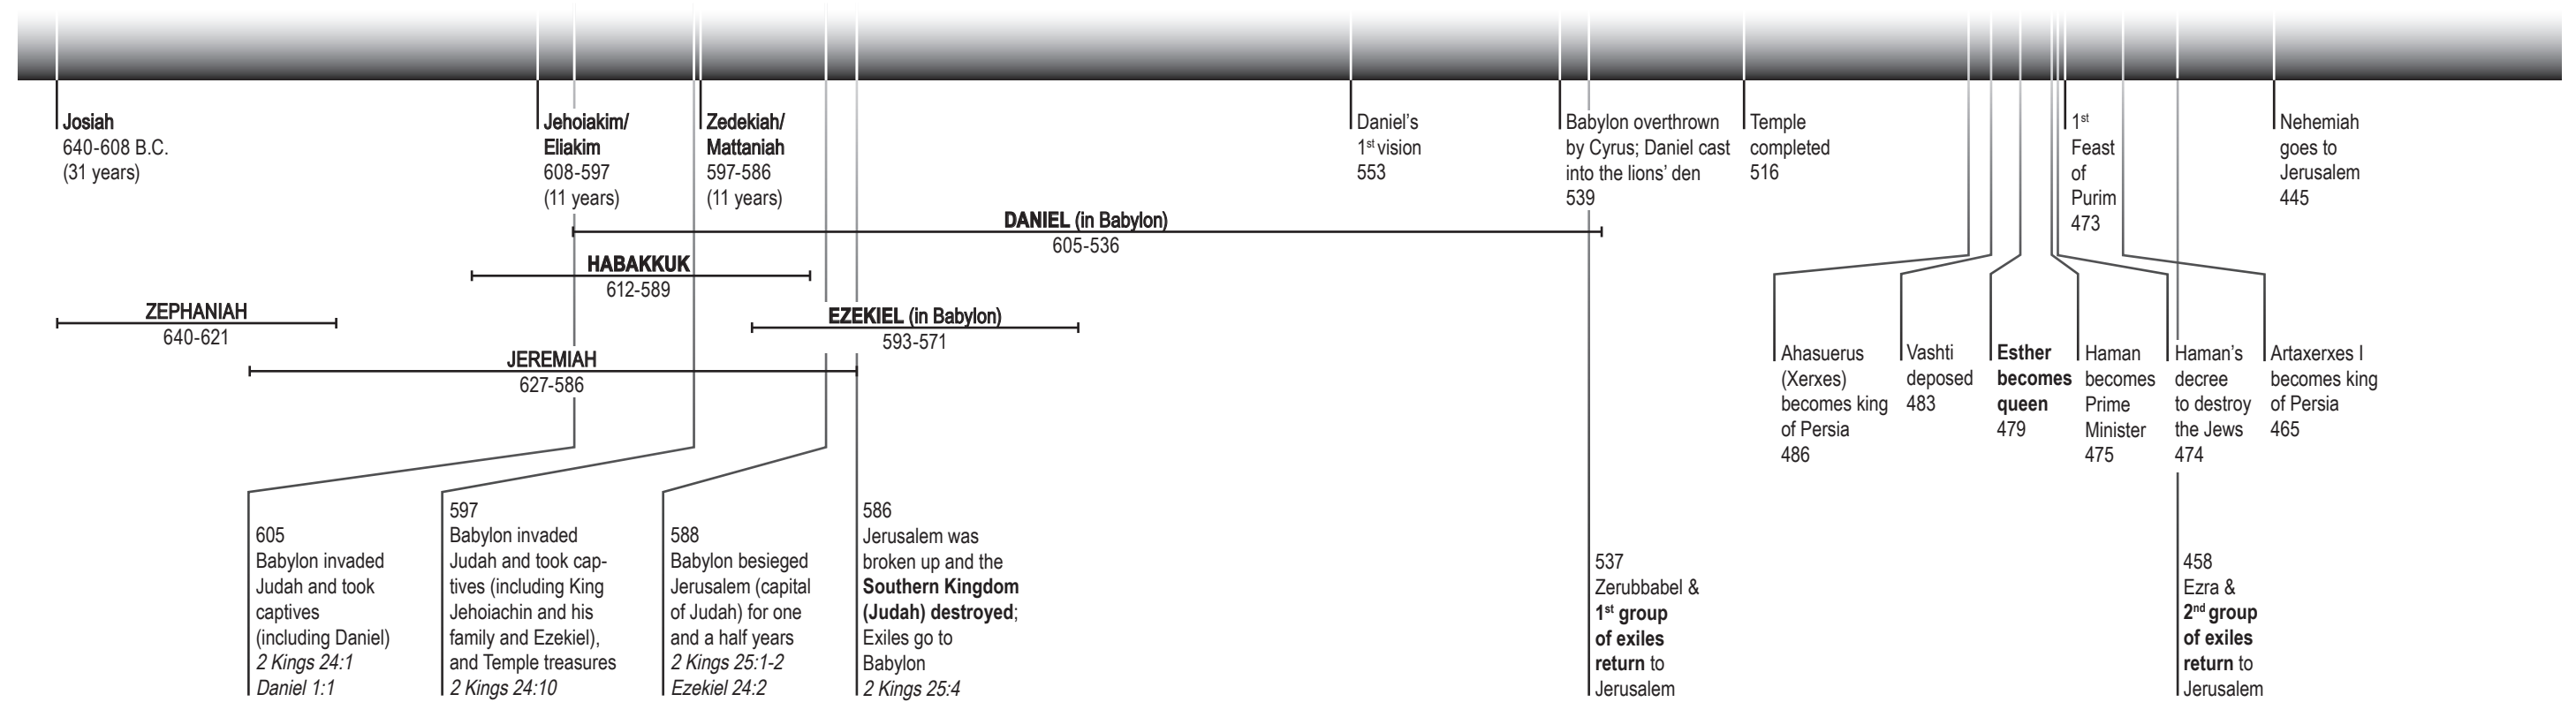 Josiah
640-608 B.C.
(31 years)
Jehoiakim/
Eliakim
608-597
(11 years)
Zedekiah/
Mattaniah
597-586
(11 years)
Daniel’s
1st vision
553
Babylon overthrown
by Cyrus; Daniel cast
into the lions’ den
539
Temple
completed
516
1st
Feast
of
Purim
473
Nehemiah
goes to
Jerusalem
445
DANIEL (in Babylon)
605-536
HABAKKUK
612-589
ZEPHANIAH
640-621
EZEKIEL (in Babylon)
593-571
JEREMIAH
627-586
Ahasuerus
(Xerxes)
becomes king
of Persia
486
Vashti
deposed
483
Esther
becomes
queen
479
Haman
becomes
Prime
Minister
475
Haman’s
decree
to destroy
the Jews
474
Artaxerxes I
becomes king
of Persia
465
605
Babylon invaded
Judah and took
captives
(including Daniel)
2 Kings 24:1
Daniel 1:1
597
Babylon invaded
Judah and took cap-
tives (including King
Jehoiachin and his
family and Ezekiel),
and Temple treasures
2 Kings 24:10
588
Babylon besieged
Jerusalem (capital
of Judah) for one
and a half years
2 Kings 25:1-2
Ezekiel 24:2
586
Jerusalem was
broken up and the
Southern Kingdom
(Judah) destroyed;
Exiles go to
Babylon
2 Kings 25:4
537
Zerubbabel &
1st group
of exiles
return to
Jerusalem
458
Ezra &
2nd group
of exiles
return to
Jerusalem